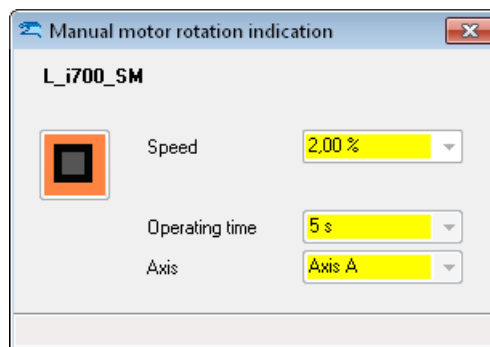 Manual motor rotation indication
L_i700_SM
Speed 2,00 %
Operating time 5 s
Axis Axis A